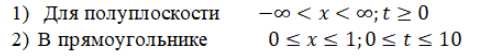 1) Для полуплоскости −∞ < x < ∞; t ≥ 0
2) В прямоугольнике 0 ≤ x ≤ 1; 0 ≤ t ≤ 10